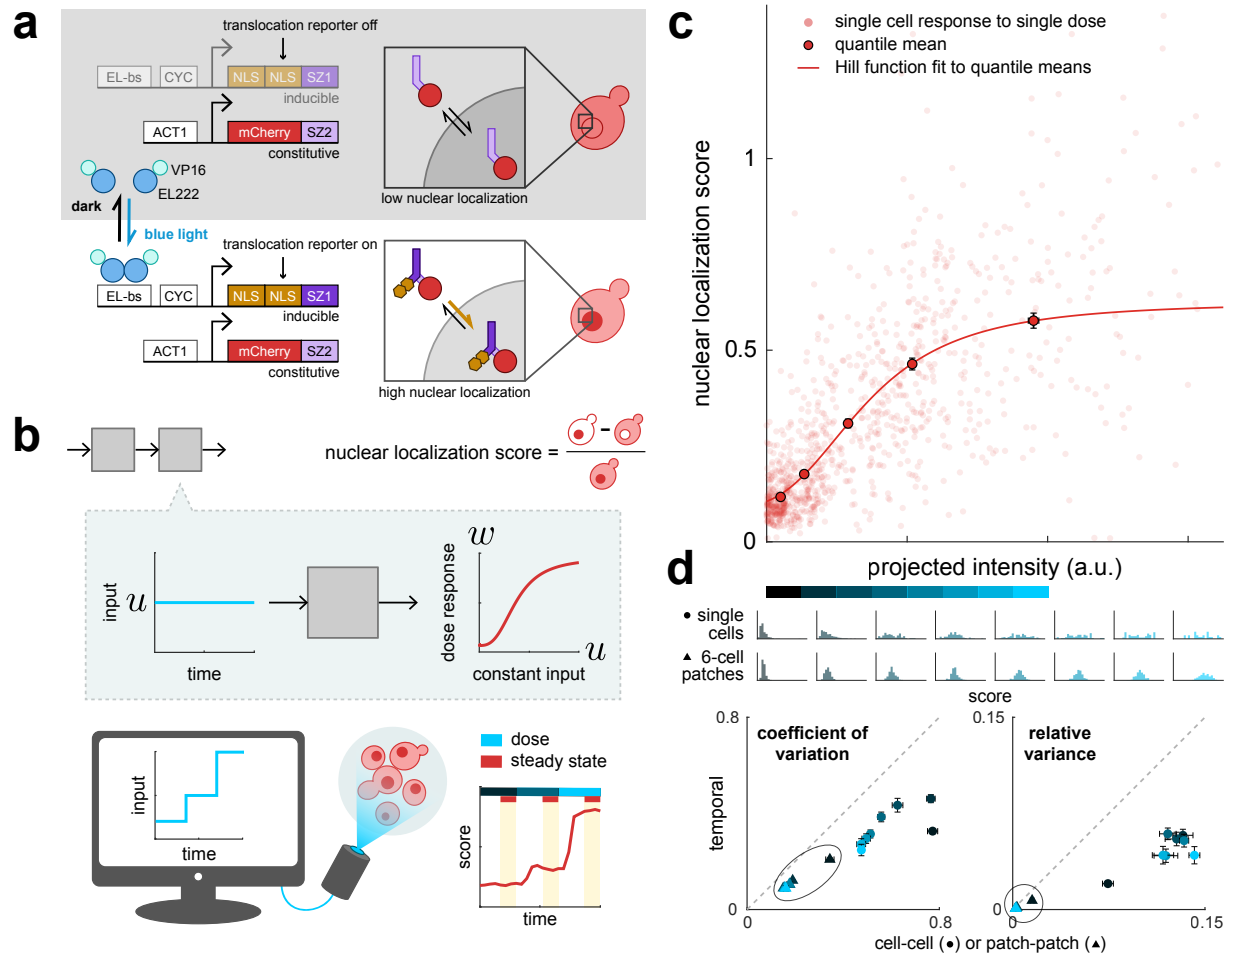 a
translocation reporter off
EL-bs CYC NLS NLS SZ1
inducible
ACT1 mCherry SZ2
constitutive
VP16
EL222
dark
blue light
low nuclear localization
translocation reporter on
EL-bs CYC NLS NLS SZ1
inducible
ACT1 mCherry SZ2
constitutive
high nuclear localization
b
nuclear localization score =
-
input
u
time
w
dose response
u
constant input
input
time
dose
steady state
score
time
c
single cell response to single dose
quantile mean
Hill function fit to quantile means
nuclear localization score
1
0.5
0
projected intensity (a.u.)
d
single
cells
6-cell
patches
score
0.8
coefficient of
variation
temporal
0
0
0.8
0.15
relative
variance
0
0
0.15
cell-cell (●) or patch-patch (▲)